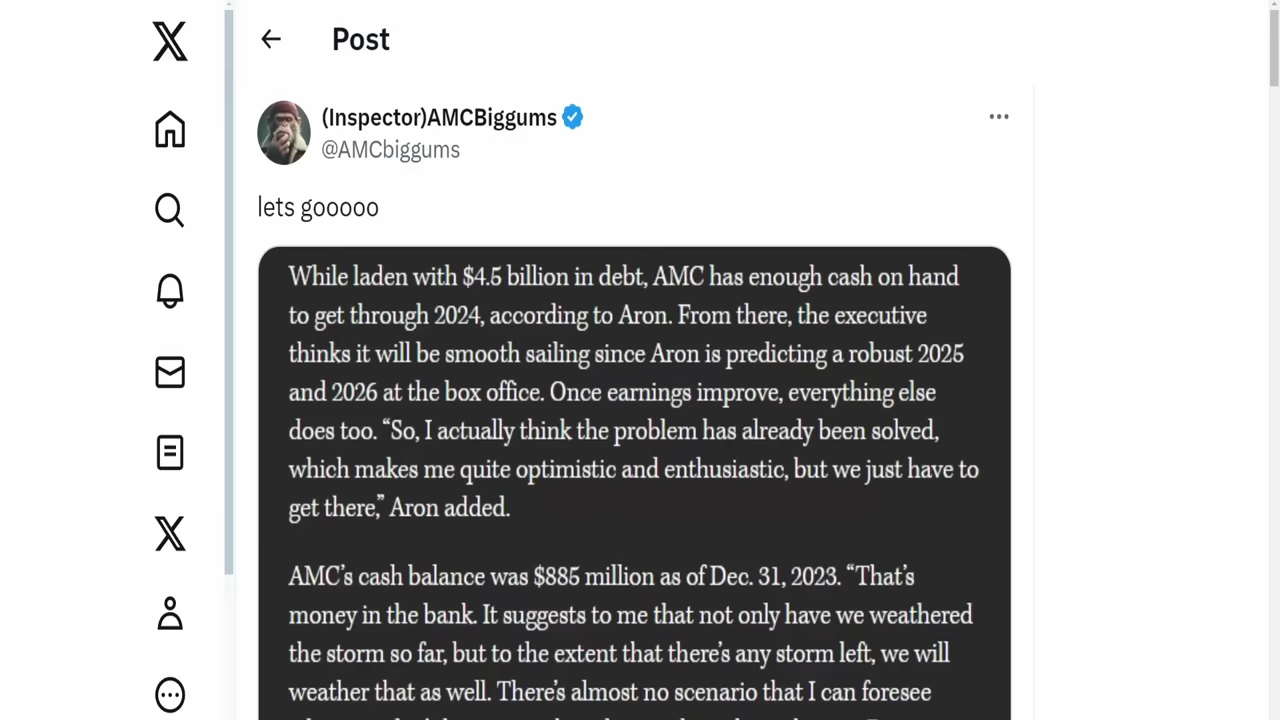 Post
(Inspector)AMCBiggums
@AMCbiggums
lets gooooo
While laden with $4.5 billion in debt, AMC has enough cash on hand
to get through 2024, according to Aron. From there, the executive
thinks it will be smooth sailing since Aron is predicting a robust 2025
and 2026 at the box office. Once earnings improve, everything else
does too. “So, I actually think the problem has already been solved,
which makes me quite optimistic and enthusiastic, but we just have to
get there,” Aron added.
AMC’s cash balance was $885 million as of Dec. 31, 2023. “That’s
money in the bank. It suggests to me that not only have we weathered
the storm so far, but to the extent that there’s any storm left, we will
weather that as well. There’s almost no scenario that I can foresee